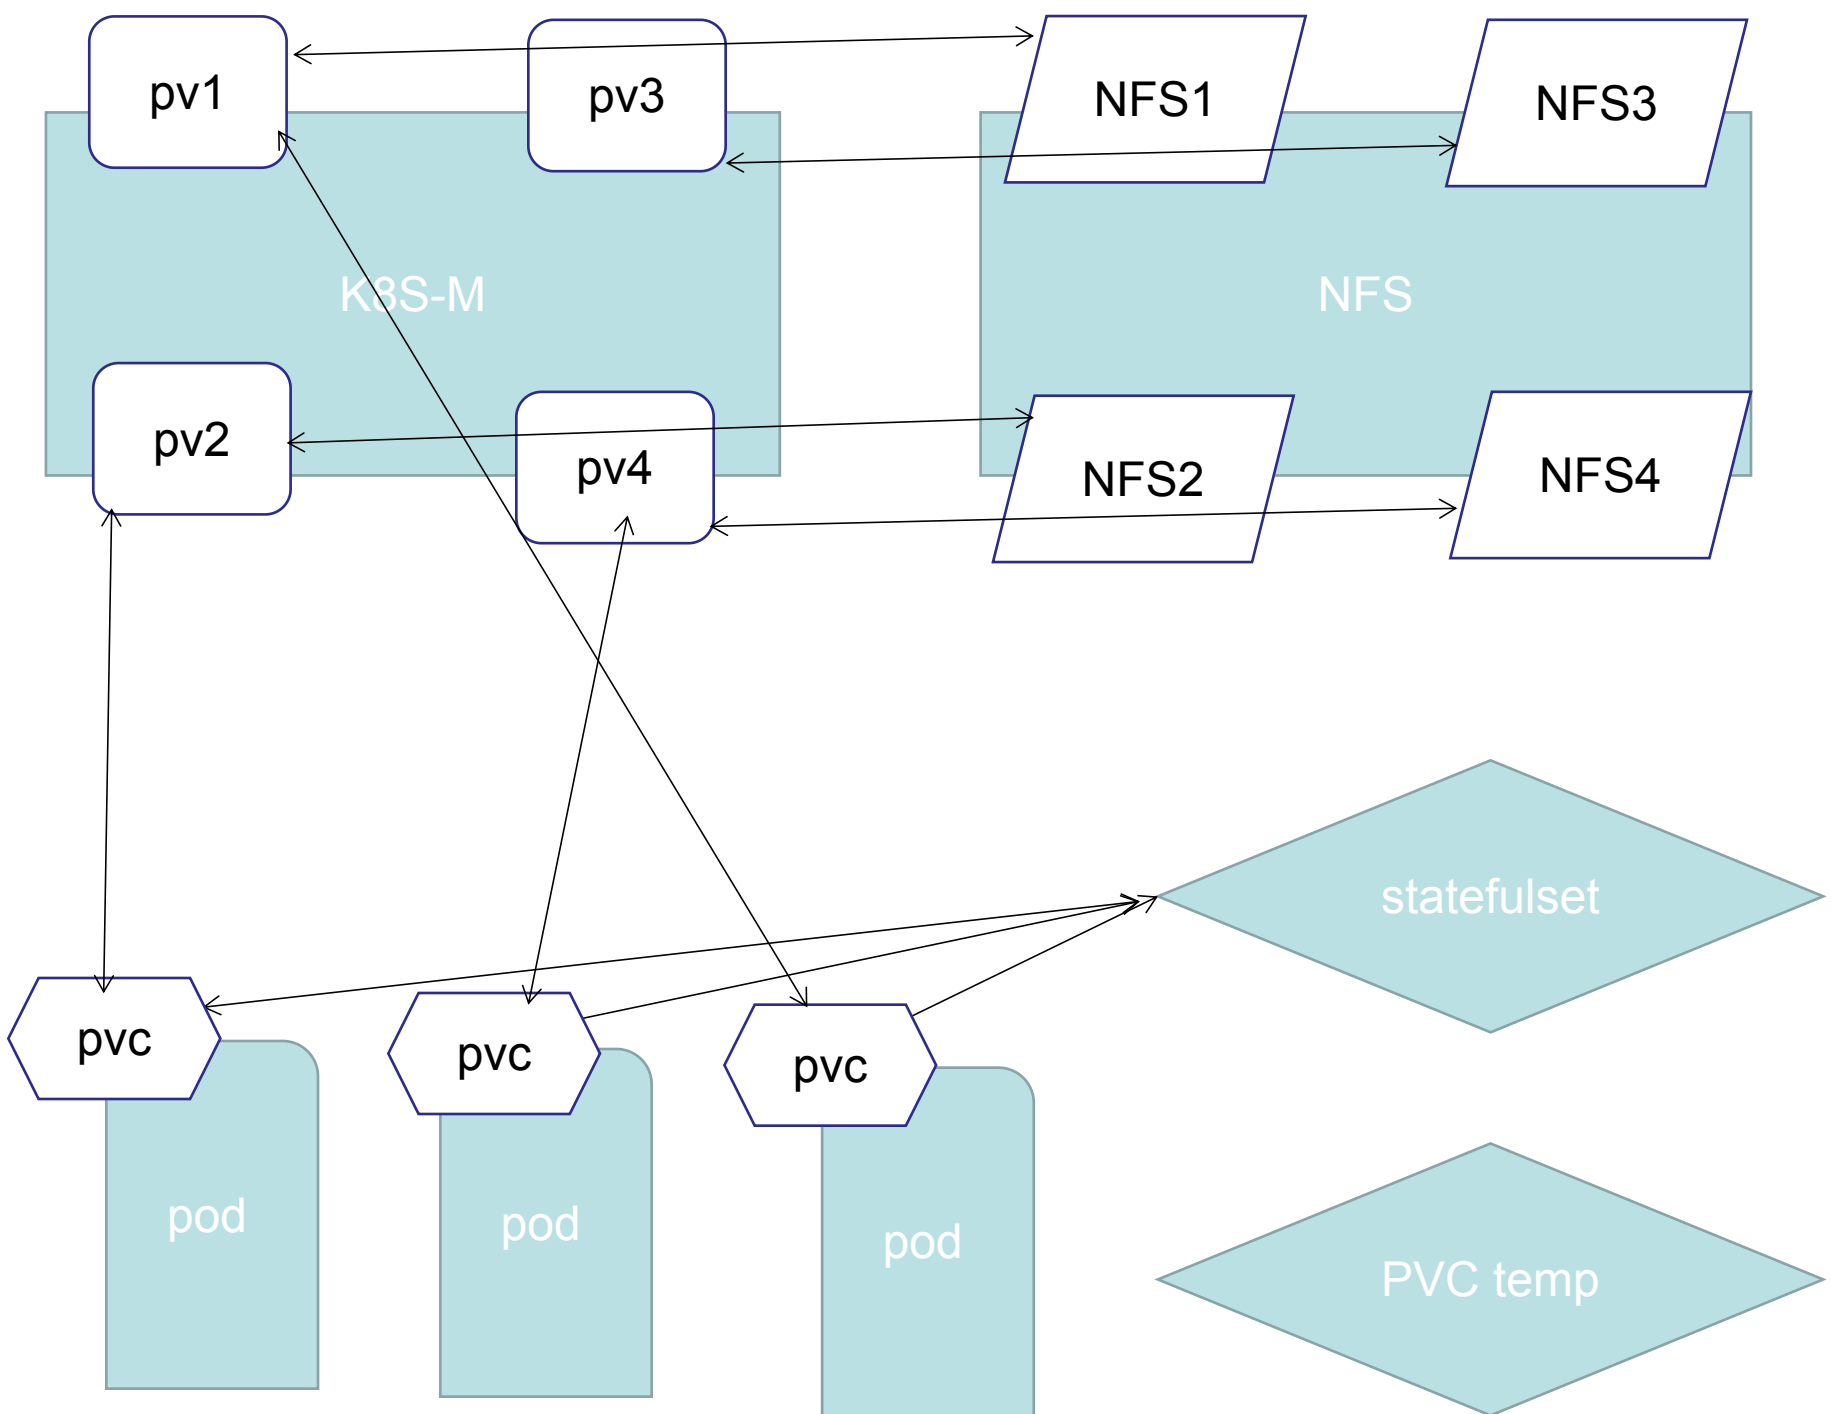 pv1
pv3
NFS1
NFS3
K8S-M
NFS
pv2
pv4
NFS2
NFS4
statefulset
pvc
pvc
pvc
pod
pod
pod
PVC temp